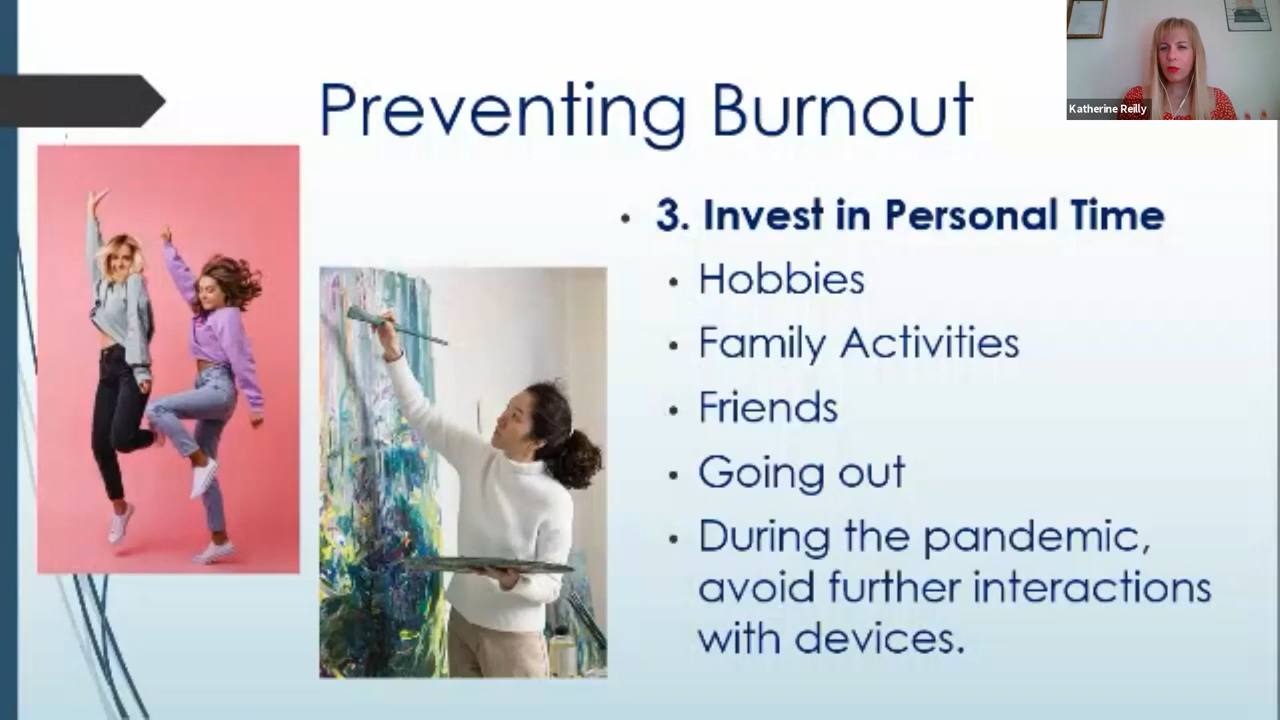 Preventing Burnout
Katherine Reilly
• 3. Invest in Personal Time
• Hobbies
• Family Activities
• Friends
• Going out
• During the pandemic,
avoid further interactions
with devices.